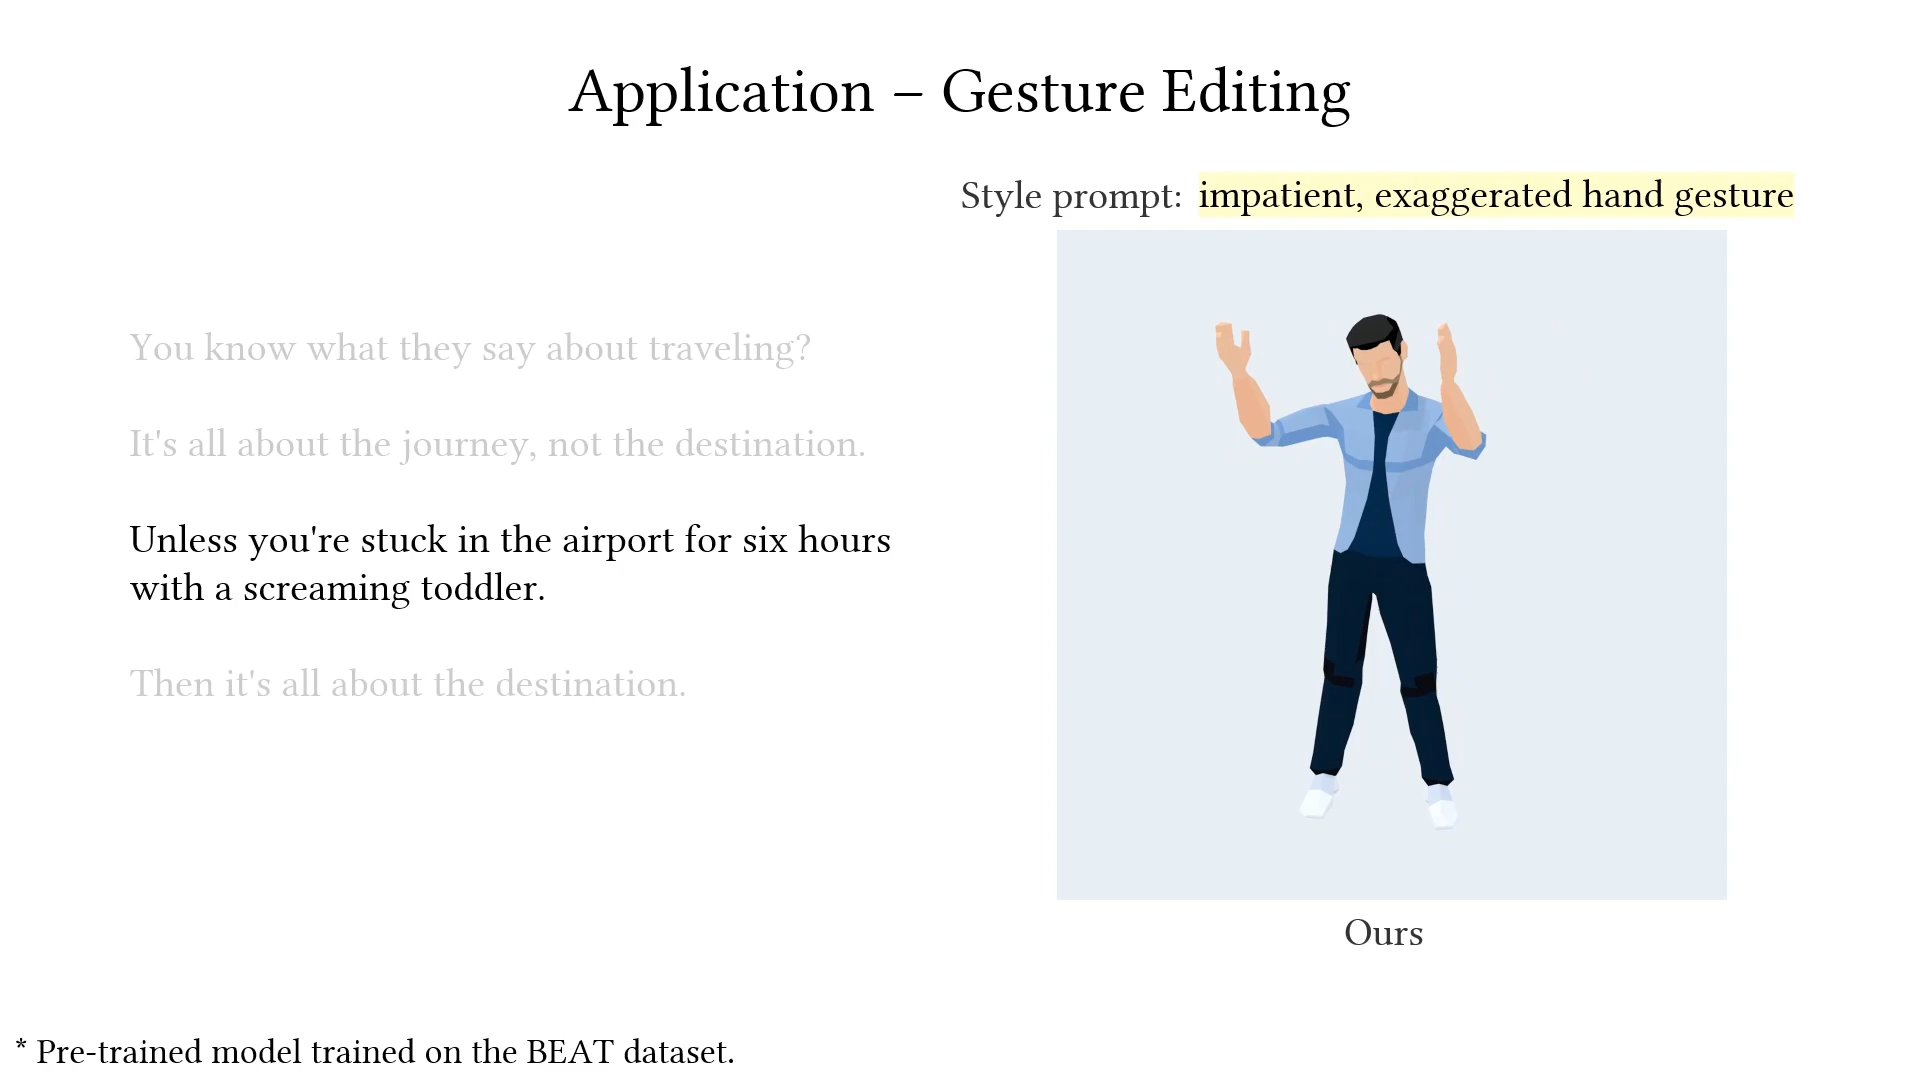 Application – Gesture Editing
Style prompt: impatient, exaggerated hand gesture
You know what they say about traveling?
It's all about the journey, not the destination.
Unless you're stuck in the airport for six hours
with a screaming toddler.
Then it's all about the destination.
Ours
* Pre-trained model trained on the BEAT dataset.